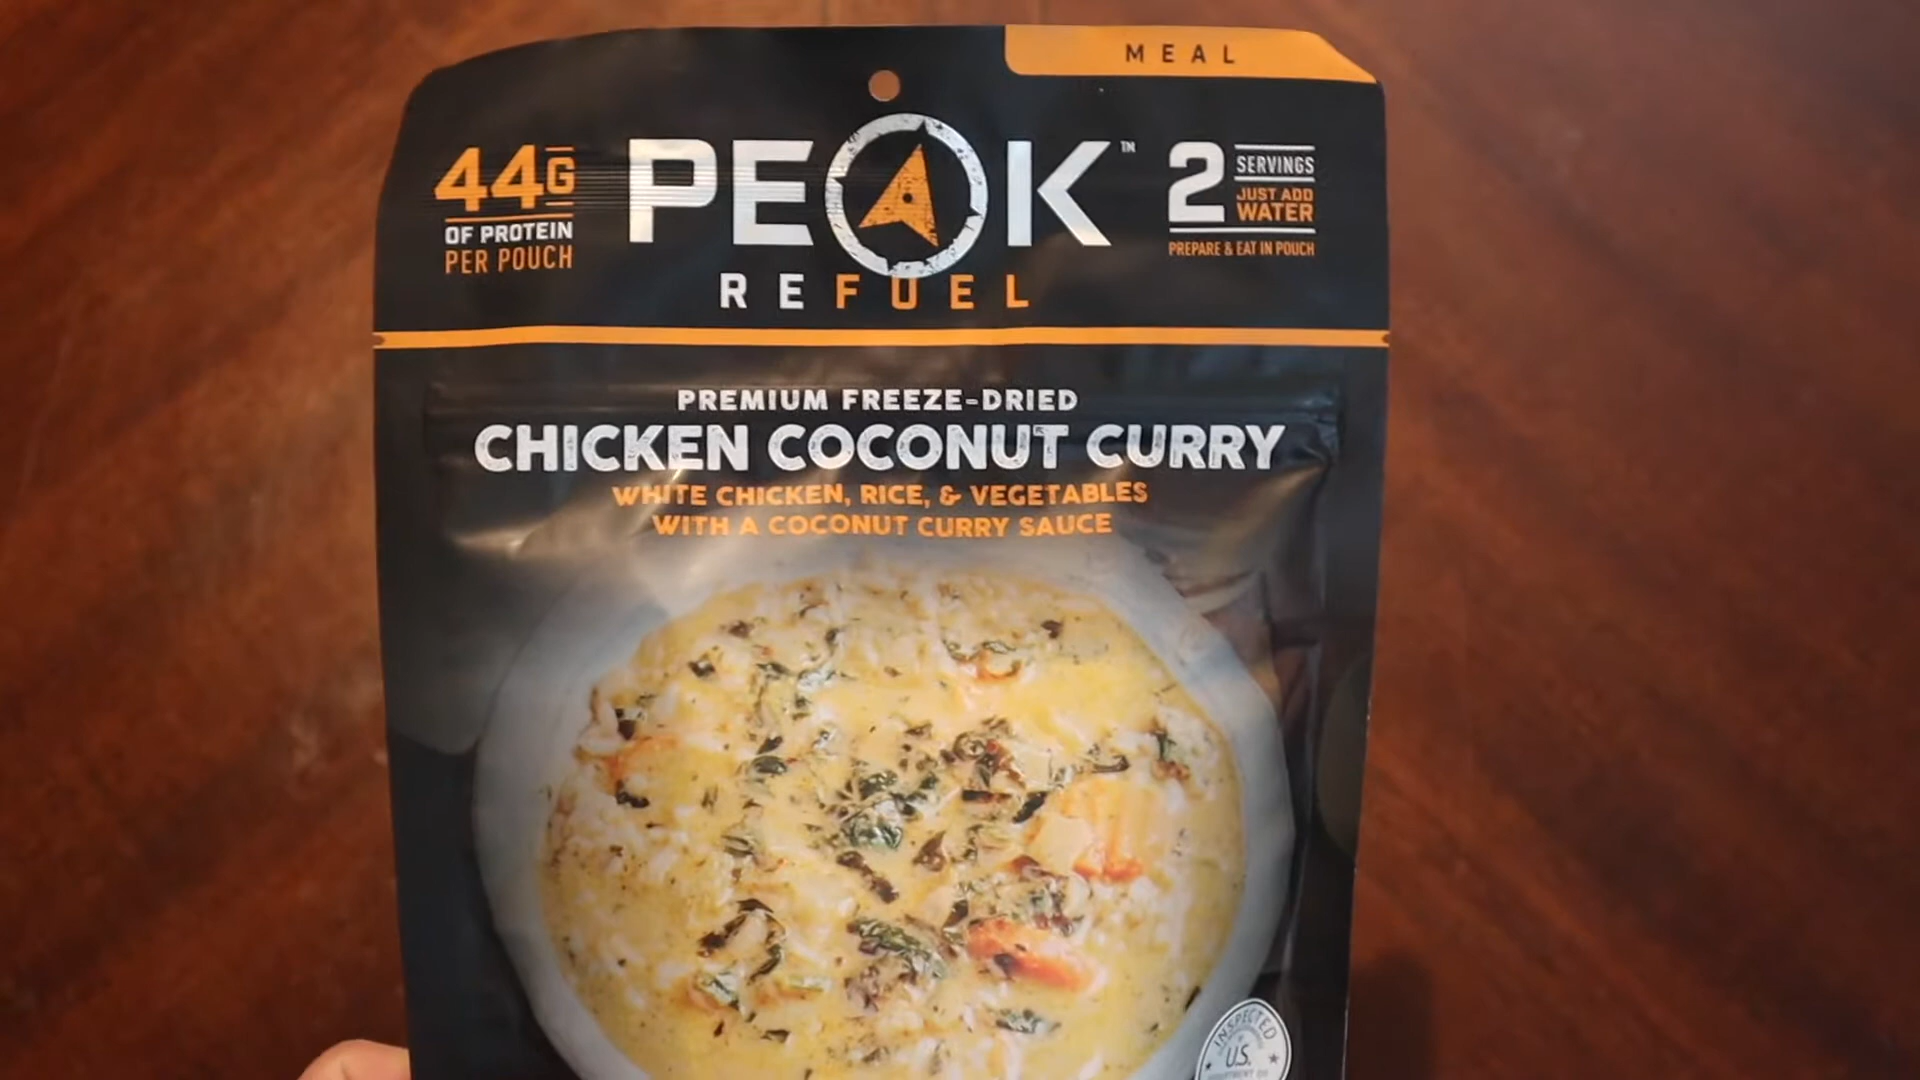 MEAL
44G
OF PROTEIN
PER POUCH
PEAK™
REFUEL
2 SERVINGS
JUST ADD
WATER
PREPARE & EAT IN POUCH
PREMIUM FREEZE-DRIED
CHICKEN COCONUT CURRY
WHITE CHICKEN, RICE, & VEGETABLES
WITH A COCONUT CURRY SAUCE
INSPECTED
U.S.